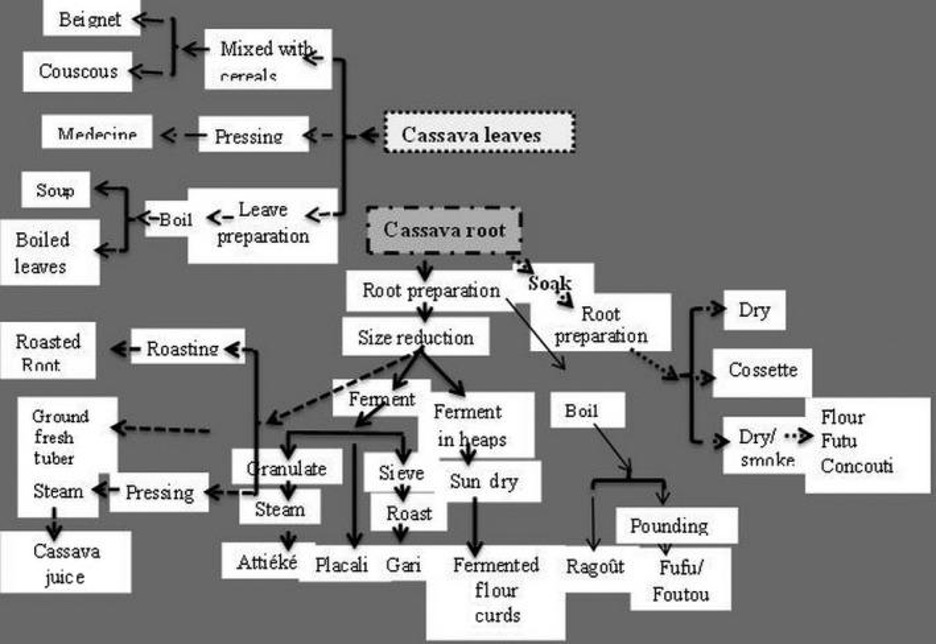 Beignet
Couscous
Mixed with
cereals
Medecine
Pressing
Cassava leaves
Soup
Boiled
leaves
Boil
Leave
preparation
Cassava root
Root preparation
Soak
Root
preparation
Size reduction
Dry
Cossette
Dry/
smoke
Flour
Futu
Concouti
Roasted
Root
Roasting
Ground
fresh
tuber
Steam
Pressing
Cassava
juice
Ferment
Ferment
in heaps
Boil
Granulate
Steam
Attiéké
Placali
Sieve
Roast
Gari
Sun dry
Fermented
flour
curds
Ragoût
Pounding
Fufu/
Foutou